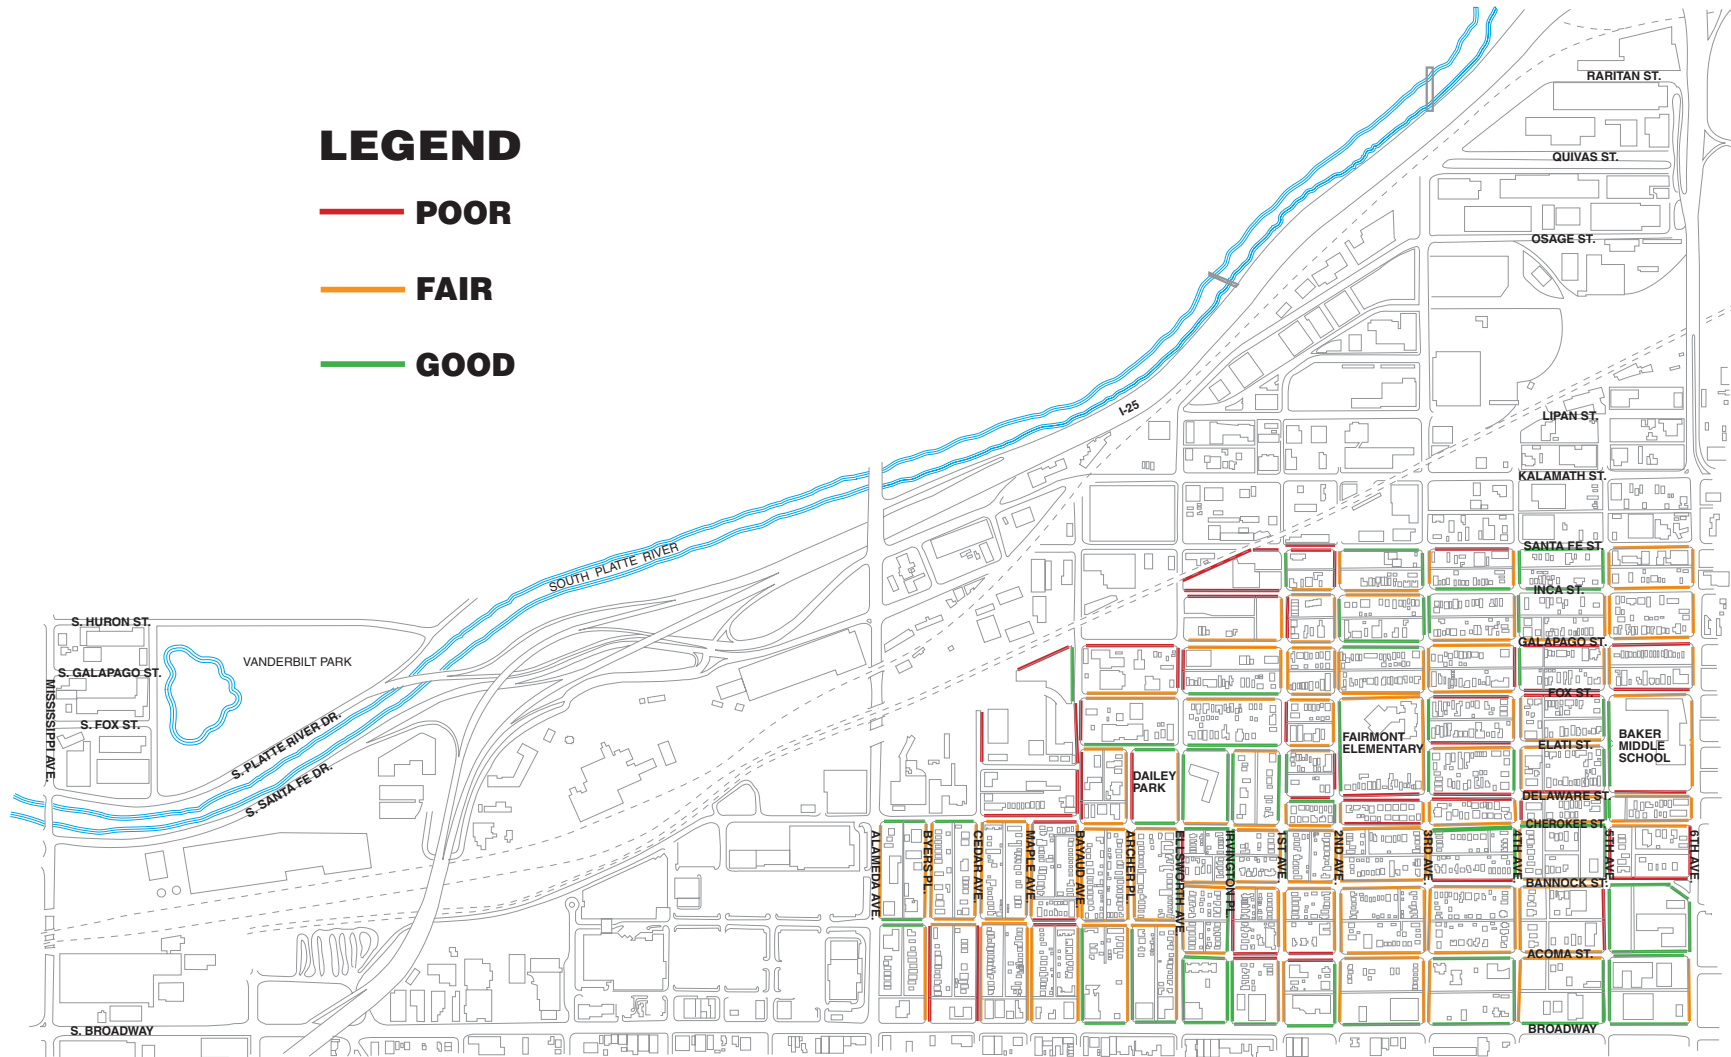 LEGEND
POOR
FAIR
GOOD
RARITAN ST.
QUIVAS ST.
OSAGE ST.
I-25
LIPAN ST.
KALAMATH ST.
SANTA FE ST.
SOUTH PLATTE RIVER
INCA ST.
S. HURON ST.
GALAPAGO ST.
VANDERBILT PARK
S. GALAPAGO ST.
FOX ST.
MISSISSIPPI AVE.
S. FOX ST.
S. PLATTE RIVER DR.
S. SANTA FE DR.
FAIRMONT
ELEMENTARY
ELATI ST.
BAKER
MIDDLE
SCHOOL
DAILEY
PARK
DELAWARE ST.
CHEROKEE ST.
ALAMEDA AVE.
BYERS PL.
CEDAR AVE.
MAPLE AVE.
BAYAUD AVE.
ARCHER PL.
ELLSWORTH AVE.
IRVINGTON PL.
1ST. AVE.
2ND AVE.
3RD AVE.
4TH AVE.
5TH AVE.
6TH AVE.
BANNOCK ST.
ACOMA ST.
S. BROADWAY
BROADWAY